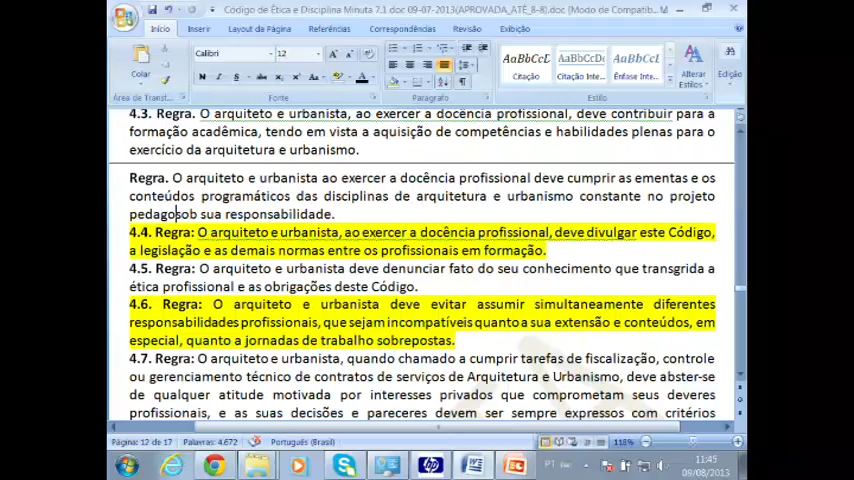 Código de Ética e Disciplina Minuta 7.1 doc 09-07-2013(APROVADA_ATÉ_8-8).doc [Modo de Compatib...
Início Inserir Layout da Página Referências Correspondências Revisão Exibição
Calibri 12
AaBbCcL AaBbCcDc AaBbCcDc
Colar
Citação Citação Inte... Ênfase Inte...
Alterar Estilos Edição
Área de Transf... Fonte Parágrafo Estilo
4.3. Regra. O arquiteto e urbanista, ao exercer a docência profissional, deve contribuir para a
formação acadêmica, tendo em vista a aquisição de competências e habilidades plenas para o
exercício da arquitetura e urbanismo.
Regra. O arquiteto e urbanista ao exercer a docência profissional deve cumprir as ementas e os
conteúdos programáticos das disciplinas de arquitetura e urbanismo constante no projeto
pedagosob sua responsabilidade.
4.4. Regra: O arquiteto e urbanista, ao exercer a docência profissional, deve divulgar este Código,
a legislação e as demais normas entre os profissionais em formação.
4.5. Regra: O arquiteto e urbanista deve denunciar fato do seu conhecimento que transgrida a
ética profissional e as obrigações deste Código.
4.6. Regra: O arquiteto e urbanista deve evitar assumir simultaneamente diferentes
responsabilidades profissionais, que sejam incompatíveis quanto a sua extensão e conteúdos, em
especial, quanto a jornadas de trabalho sobrepostas.
4.7. Regra: O arquiteto e urbanista, quando chamado a cumprir tarefas de fiscalização, controle
ou gerenciamento técnico de contratos de serviços de Arquitetura e Urbanismo, deve abster-se
de qualquer atitude motivada por interesses privados que comprometam seus deveres
profissionais, e as suas decisões e pareceres devem ser sempre expressos com critérios
Página: 12 de 17 Palavras: 4.672 Português (Brasil) 118%
PT 11:45
09/08/2013